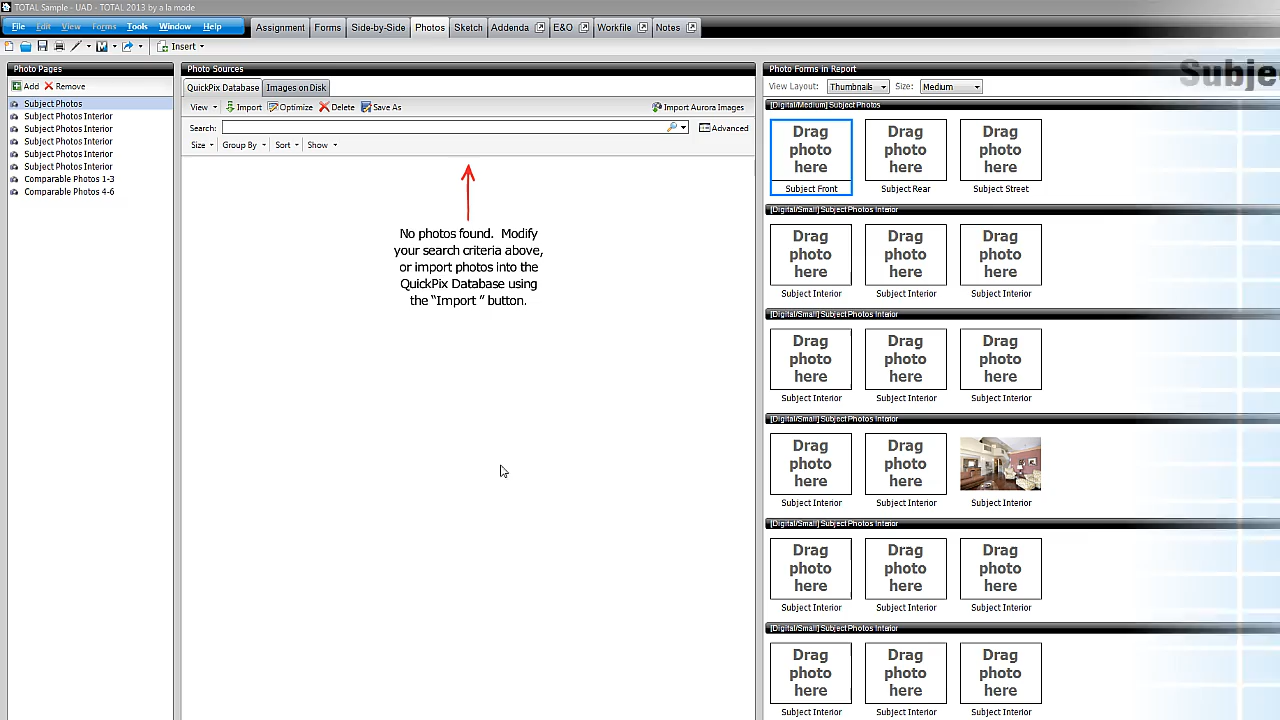 TOTAL Sample - UAD - TOTAL 2013 by a la mode
File Edit View Forms Tools Window Help
Assignment Forms Side-by-Side Photos Sketch Addenda E&O Workfile Notes
Insert
Photo Pages
Add Remove
Subject Photos
Subject Photos Interior
Subject Photos Interior
Subject Photos Interior
Subject Photos Interior
Subject Photos Interior
Comparable Photos 1-3
Comparable Photos 4-6
Photo Sources
QuickPix Database Images on Disk
View Import Optimize Delete Save As Import Aurora Images
Search: Advanced
Size Group By Sort Show
No photos found. Modify
your search criteria above,
or import photos into the
QuickPix Database using
the "Import " button.
Photo Forms in Report
View Layout: Thumbnails Size: Medium
Subje
[Digital/Medium] Subject Photos
Drag photo here Drag photo here Drag photo here
Subject Front Subject Rear Subject Street
[Digital/Small] Subject Photos Interior
Drag photo here Drag photo here Drag photo here
Subject Interior Subject Interior Subject Interior
[Digital/Small] Subject Photos Interior
Drag photo here Drag photo here Drag photo here
Subject Interior Subject Interior Subject Interior
[Digital/Small] Subject Photos Interior
Drag photo here Drag photo here
Subject Interior Subject Interior Subject Interior
[Digital/Small] Subject Photos Interior
Drag photo here Drag photo here Drag photo here
Subject Interior Subject Interior Subject Interior
[Digital/Small] Subject Photos Interior
Drag photo here Drag photo here Drag photo here
Subject Interior Subject Interior Subject Interior